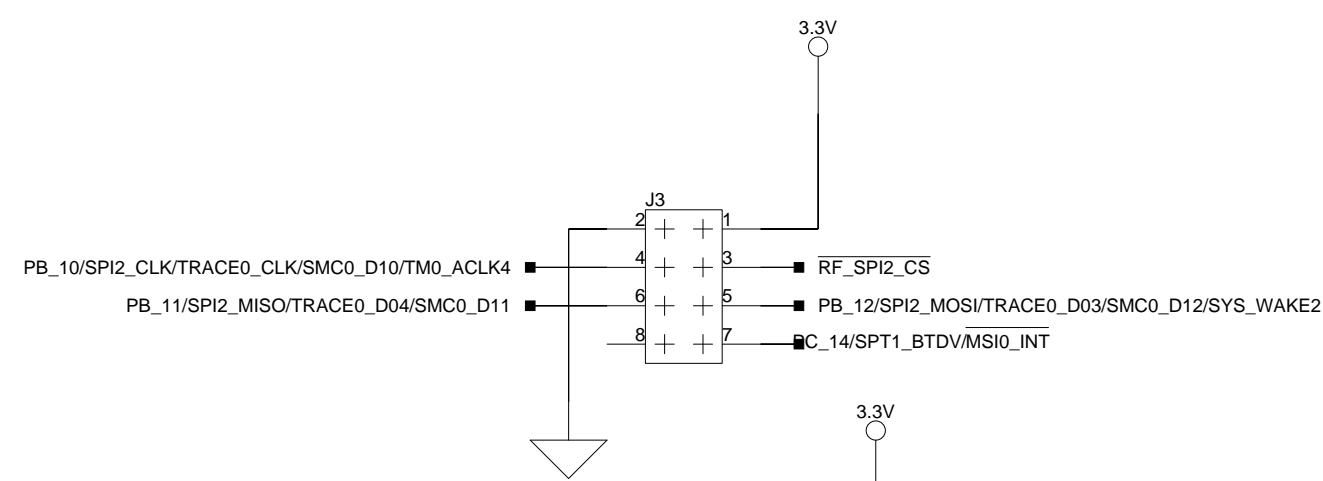 3.3V
J3
2 1
PB_10/SPI2_CLK/TRACE0_CLK/SMC0_D10/TM0_ACLK4 4 3 RF_SPI2_CS
PB_11/SPI2_MISO/TRACE0_D04/SMC0_D11 6 5 PB_12/SPI2_MOSI/TRACE0_D03/SMC0_D12/SYS_WAKE2
8 7 PC_14/SPT1_BTDV/MSI0_INT
3.3V